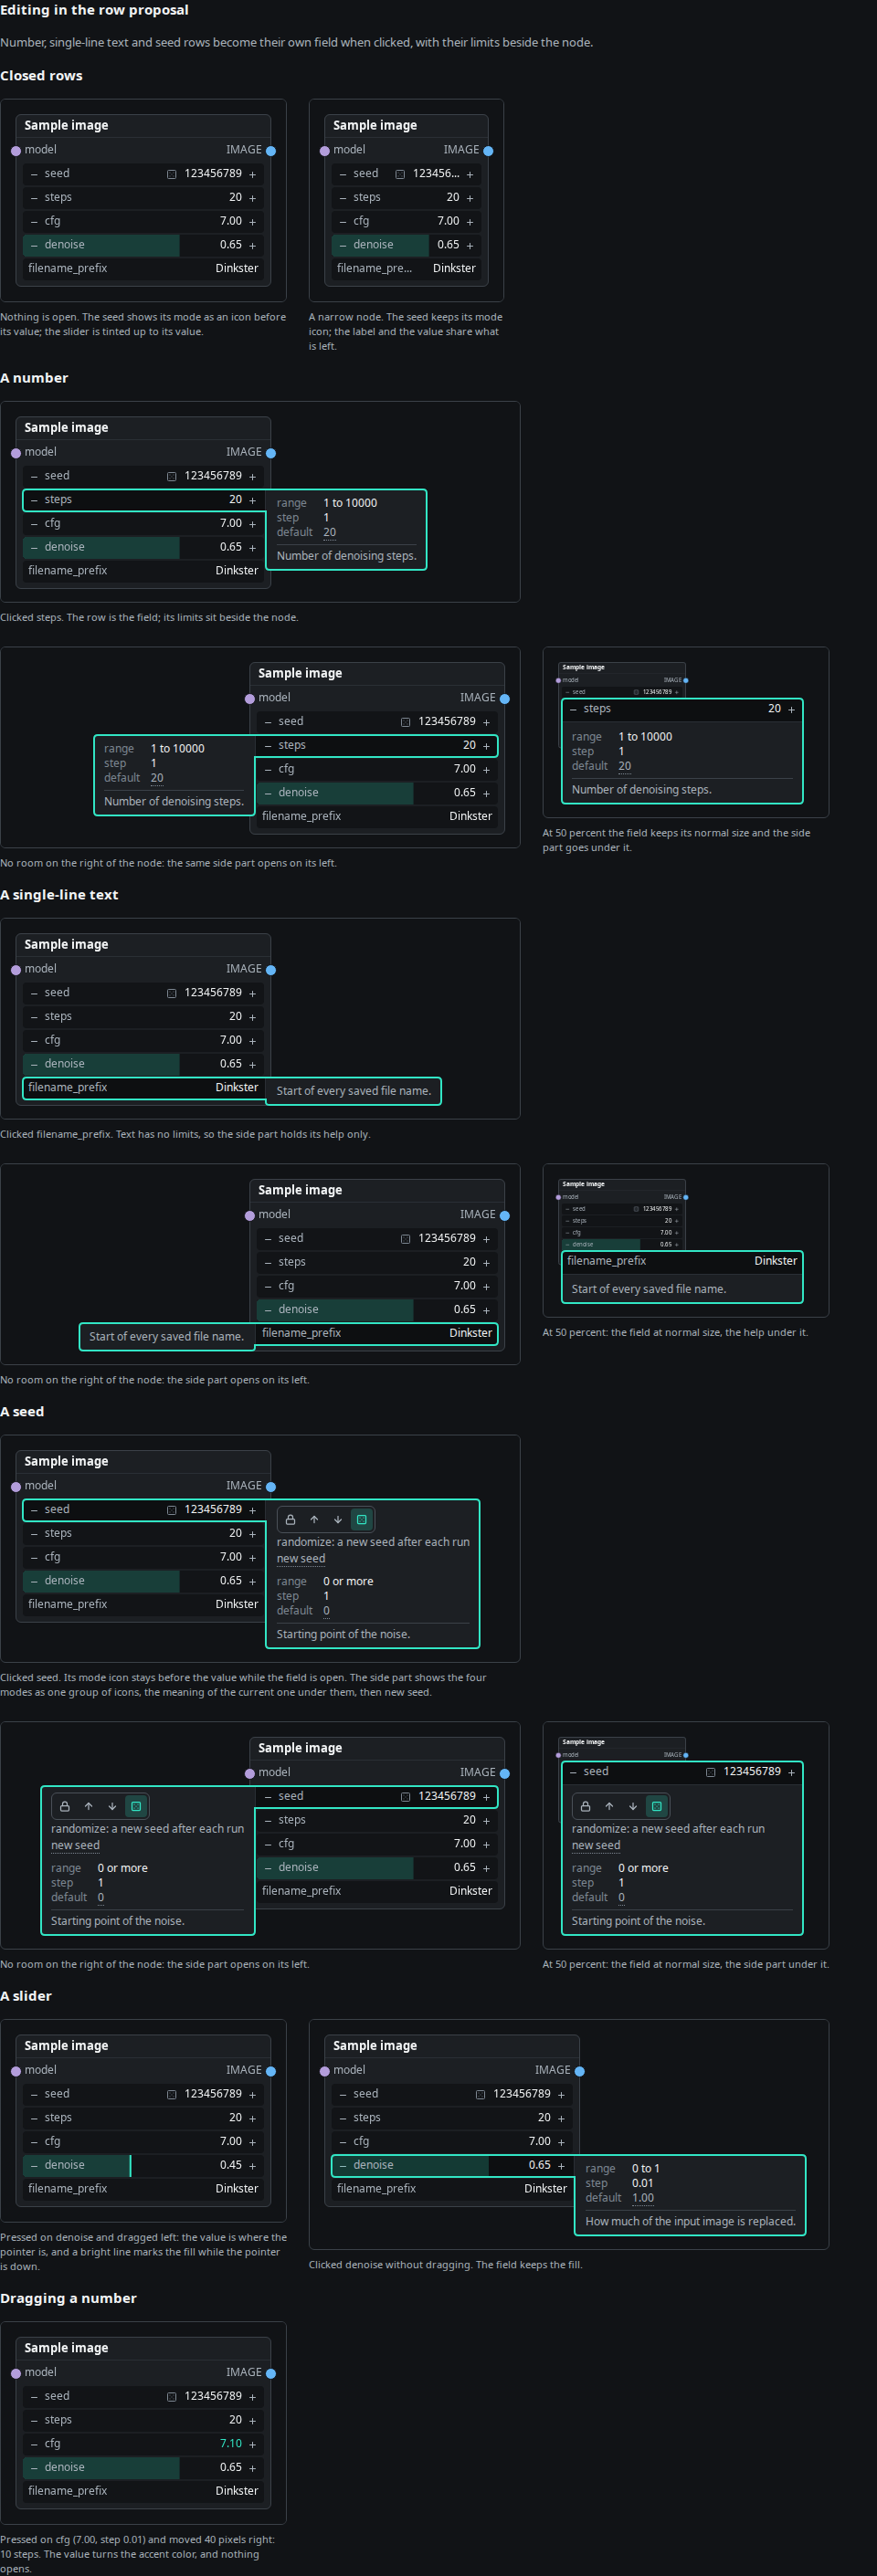 Editing in the row proposal
Number, single-line text and seed rows become their own field when clicked, with their limits beside the node.
Closed rows
Sample image
model IMAGE
– seed 123456789 +
– steps 20 +
– cfg 7.00 +
– denoise 0.65 +
filename_prefix Dinkster
Nothing is open. The seed shows its mode as an icon before
its value; the slider is tinted up to its value.
Sample image
model IMAGE
– seed 123456... +
– steps 20 +
– cfg 7.00 +
– denoise 0.65 +
filename_pre... Dinkster
A narrow node. The seed keeps its mode
icon; the label and the value share what
is left.
A number
Sample image
model IMAGE
– seed 123456789 +
– steps 20
– cfg 7.00 +
– denoise 0.65 +
filename_prefix Dinkster
range 1 to 10000
step 1
default 20
Number of denoising steps.
Clicked steps. The row is the field; its limits sit beside the node.
Sample image
model IMAGE
– seed 123456789 +
– steps 20 +
– cfg 7.00 +
– denoise 0.65 +
filename_prefix Dinkster
range 1 to 10000
step 1
default 20
Number of denoising steps.
No room on the right of the node: the same side part opens on its left.
Sample image
model IMAGE
– seed 123456789 +
– steps 20 +
range 1 to 10000
step 1
default 20
Number of denoising steps.
At 50 percent the field keeps its normal size and the side
part goes under it.
A single-line text
Sample image
model IMAGE
– seed 123456789 +
– steps 20 +
– cfg 7.00 +
– denoise 0.65 +
filename_prefix Dinkster
Start of every saved file name.
Clicked filename_prefix. Text has no limits, so the side part holds its help only.
Sample image
model IMAGE
– seed 123456789 +
– steps 20 +
– cfg 7.00 +
– denoise 0.65 +
filename_prefix Dinkster
Start of every saved file name.
No room on the right of the node: the side part opens on its left.
Sample image
model IMAGE
– seed 123456789 +
– steps 20 +
– cfg 7.00 +
– denoise 0.65 +
filename_prefix Dinkster
Start of every saved file name.
At 50 percent: the field at normal size, the help under it.
A seed
Sample image
model IMAGE
– seed 123456789 +
– steps 20 +
– cfg 7.00 +
– denoise 0.65 +
filename_prefix Dinkster
randomize: a new seed after each run
new seed
range 0 or more
step 1
default 0
Starting point of the noise.
Clicked seed. Its mode icon stays before the value while the field is open. The side part shows the four
modes as one group of icons, the meaning of the current one under them, then new seed.
Sample image
model IMAGE
– seed 123456789 +
– steps 20 +
– cfg 7.00 +
– denoise 0.65 +
filename_prefix Dinkster
randomize: a new seed after each run
new seed
range 0 or more
step 1
default 0
Starting point of the noise.
No room on the right of the node: the side part opens on its left.
Sample image
model IMAGE
– seed 123456789 +
randomize: a new seed after each run
new seed
range 0 or more
step 1
default 0
Starting point of the noise.
At 50 percent: the field at normal size, the side part under it.
A slider
Sample image
model IMAGE
– seed 123456789 +
– steps 20 +
– cfg 7.00 +
– denoise 0.45 +
filename_prefix Dinkster
Pressed on denoise and dragged left: the value is where the
pointer is, and a bright line marks the fill while the pointer
is down.
Sample image
model IMAGE
– seed 123456789 +
– steps 20 +
– cfg 7.00 +
– denoise 0.65 +
filename_prefix Dinkster
range 0 to 1
step 0.01
default 1.00
How much of the input image is replaced.
Clicked denoise without dragging. The field keeps the fill.
Dragging a number
Sample image
model IMAGE
– seed 123456789 +
– steps 20 +
– cfg 7.10 +
– denoise 0.65 +
filename_prefix Dinkster
Pressed on cfg (7.00, step 0.01) and moved 40 pixels right:
10 steps. The value turns the accent color, and nothing
opens.